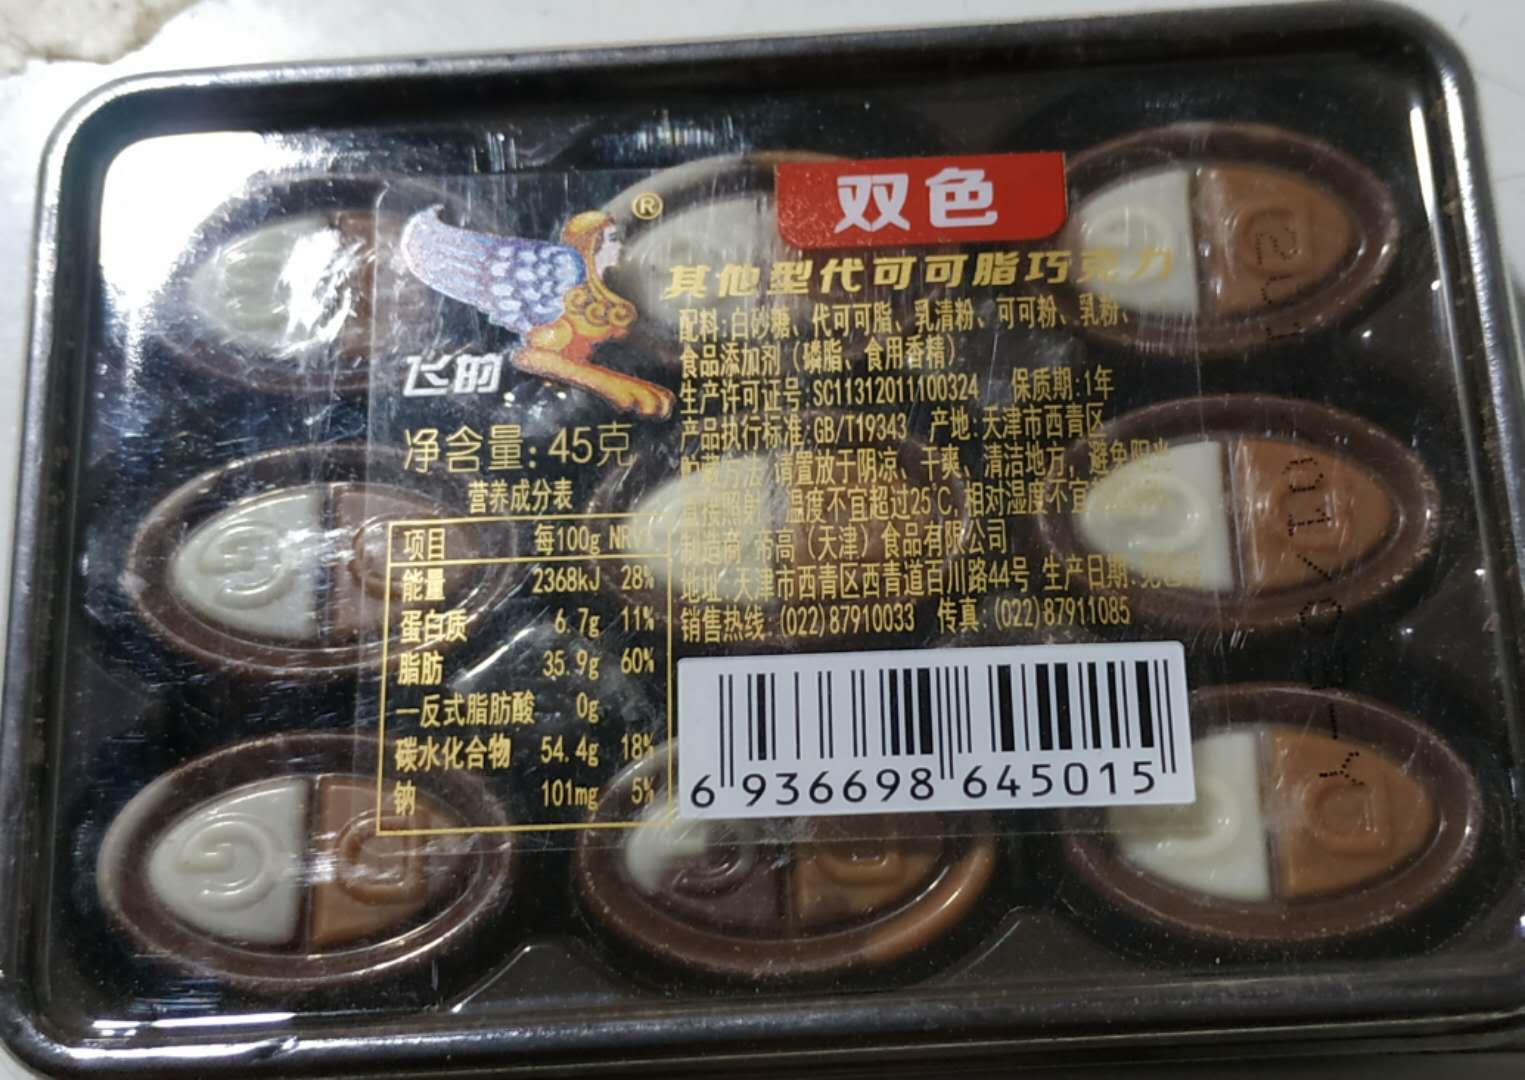 双色
®
其他型代可可脂巧克力
飞的
配料:白砂糖、代可可脂、乳清粉、可可粉、乳粉、
食品添加剂（磷脂、食用香精）
生产许可证号:SC11312011100324 保质期:1年
产品执行标准:GB/T19343 产地:天津市西青区
贮藏方法:请置放于阴凉、干爽、清洁地方，避免阳光
直接照射，温度不宜超过25℃,相对湿度不宜
制造商:帝高（天津）食品有限公司
地址:天津市西青区西青道百川路44号 生产日期:见
销售热线:(022)87910033 传真:(022)87911085
净含量:45克
营养成分表
项目 每100g NRV%
能量 2368kJ 28%
蛋白质 6.7g 11%
脂肪 35.9g 60%
—反式脂肪酸 0g
碳水化合物 54.4g 18%
钠 101mg 5%
6 936698 645015